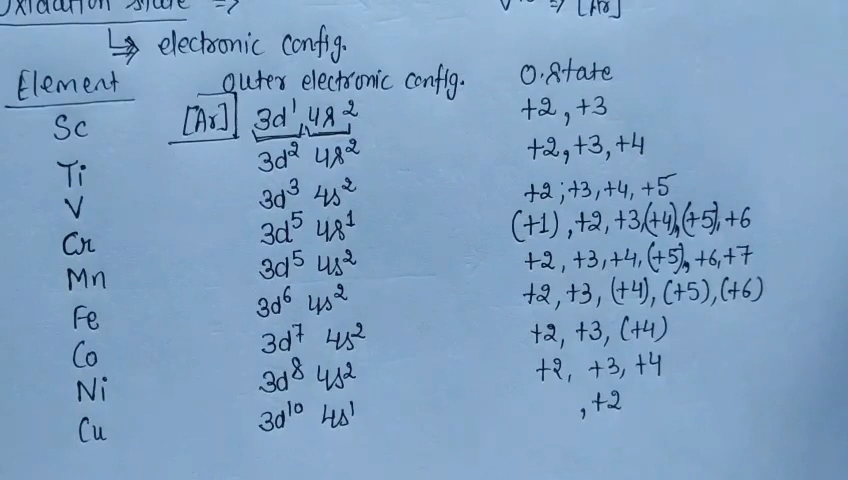 Oxidation state =>
V => [Ar]
↳ electronic config.
Element outer electronic config. O.state
Sc [Ar] 3d¹ 4s² +2, +3
Ti 3d² 4s² +2, +3, +4
V 3d³ 4s² +2, +3, +4, +5
Cr 3d⁵ 4s¹ (+1), +2, +3, (+4), (+5), +6
Mn 3d⁵ 4s² +2, +3, +4, (+5), +6, +7
Fe 3d⁶ 4s² +2, +3, (+4), (+5), (+6)
Co 3d⁷ 4s² +2, +3, (+4)
Ni 3d⁸ 4s² +2, +3, +4
Cu 3d¹⁰ 4s¹ , +2